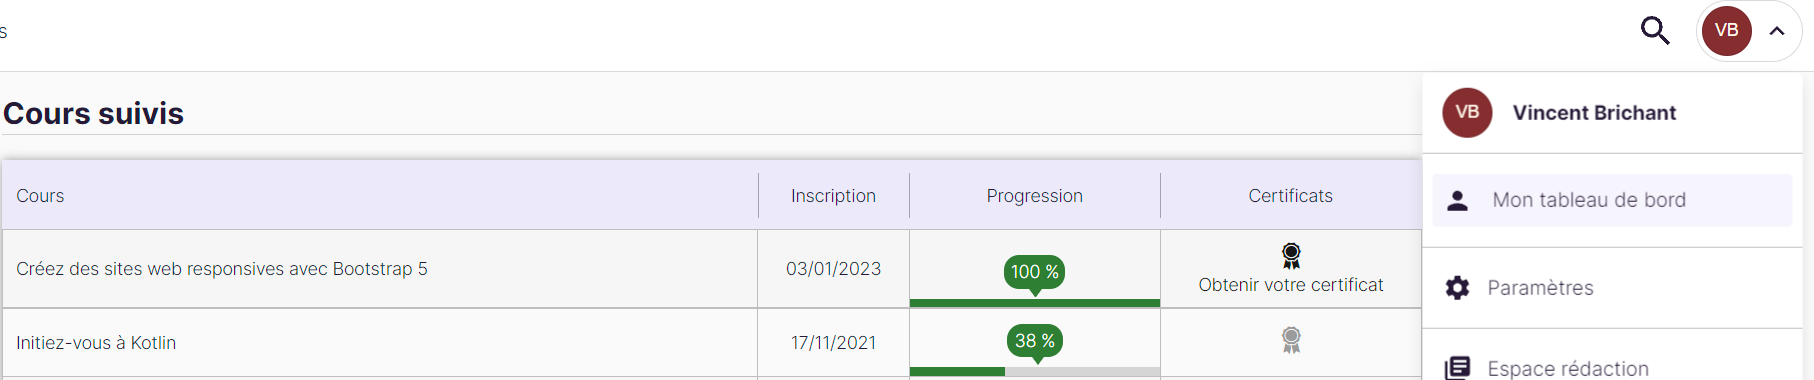 s
VB
Cours suivis
VB Vincent Brichant
Cours Inscription Progression Certificats
Mon tableau de bord
Créez des sites web responsives avec Bootstrap 5 03/01/2023 100 % Obtenir votre certificat
Paramètres
Initiez-vous à Kotlin 17/11/2021 38 %
Espace rédaction